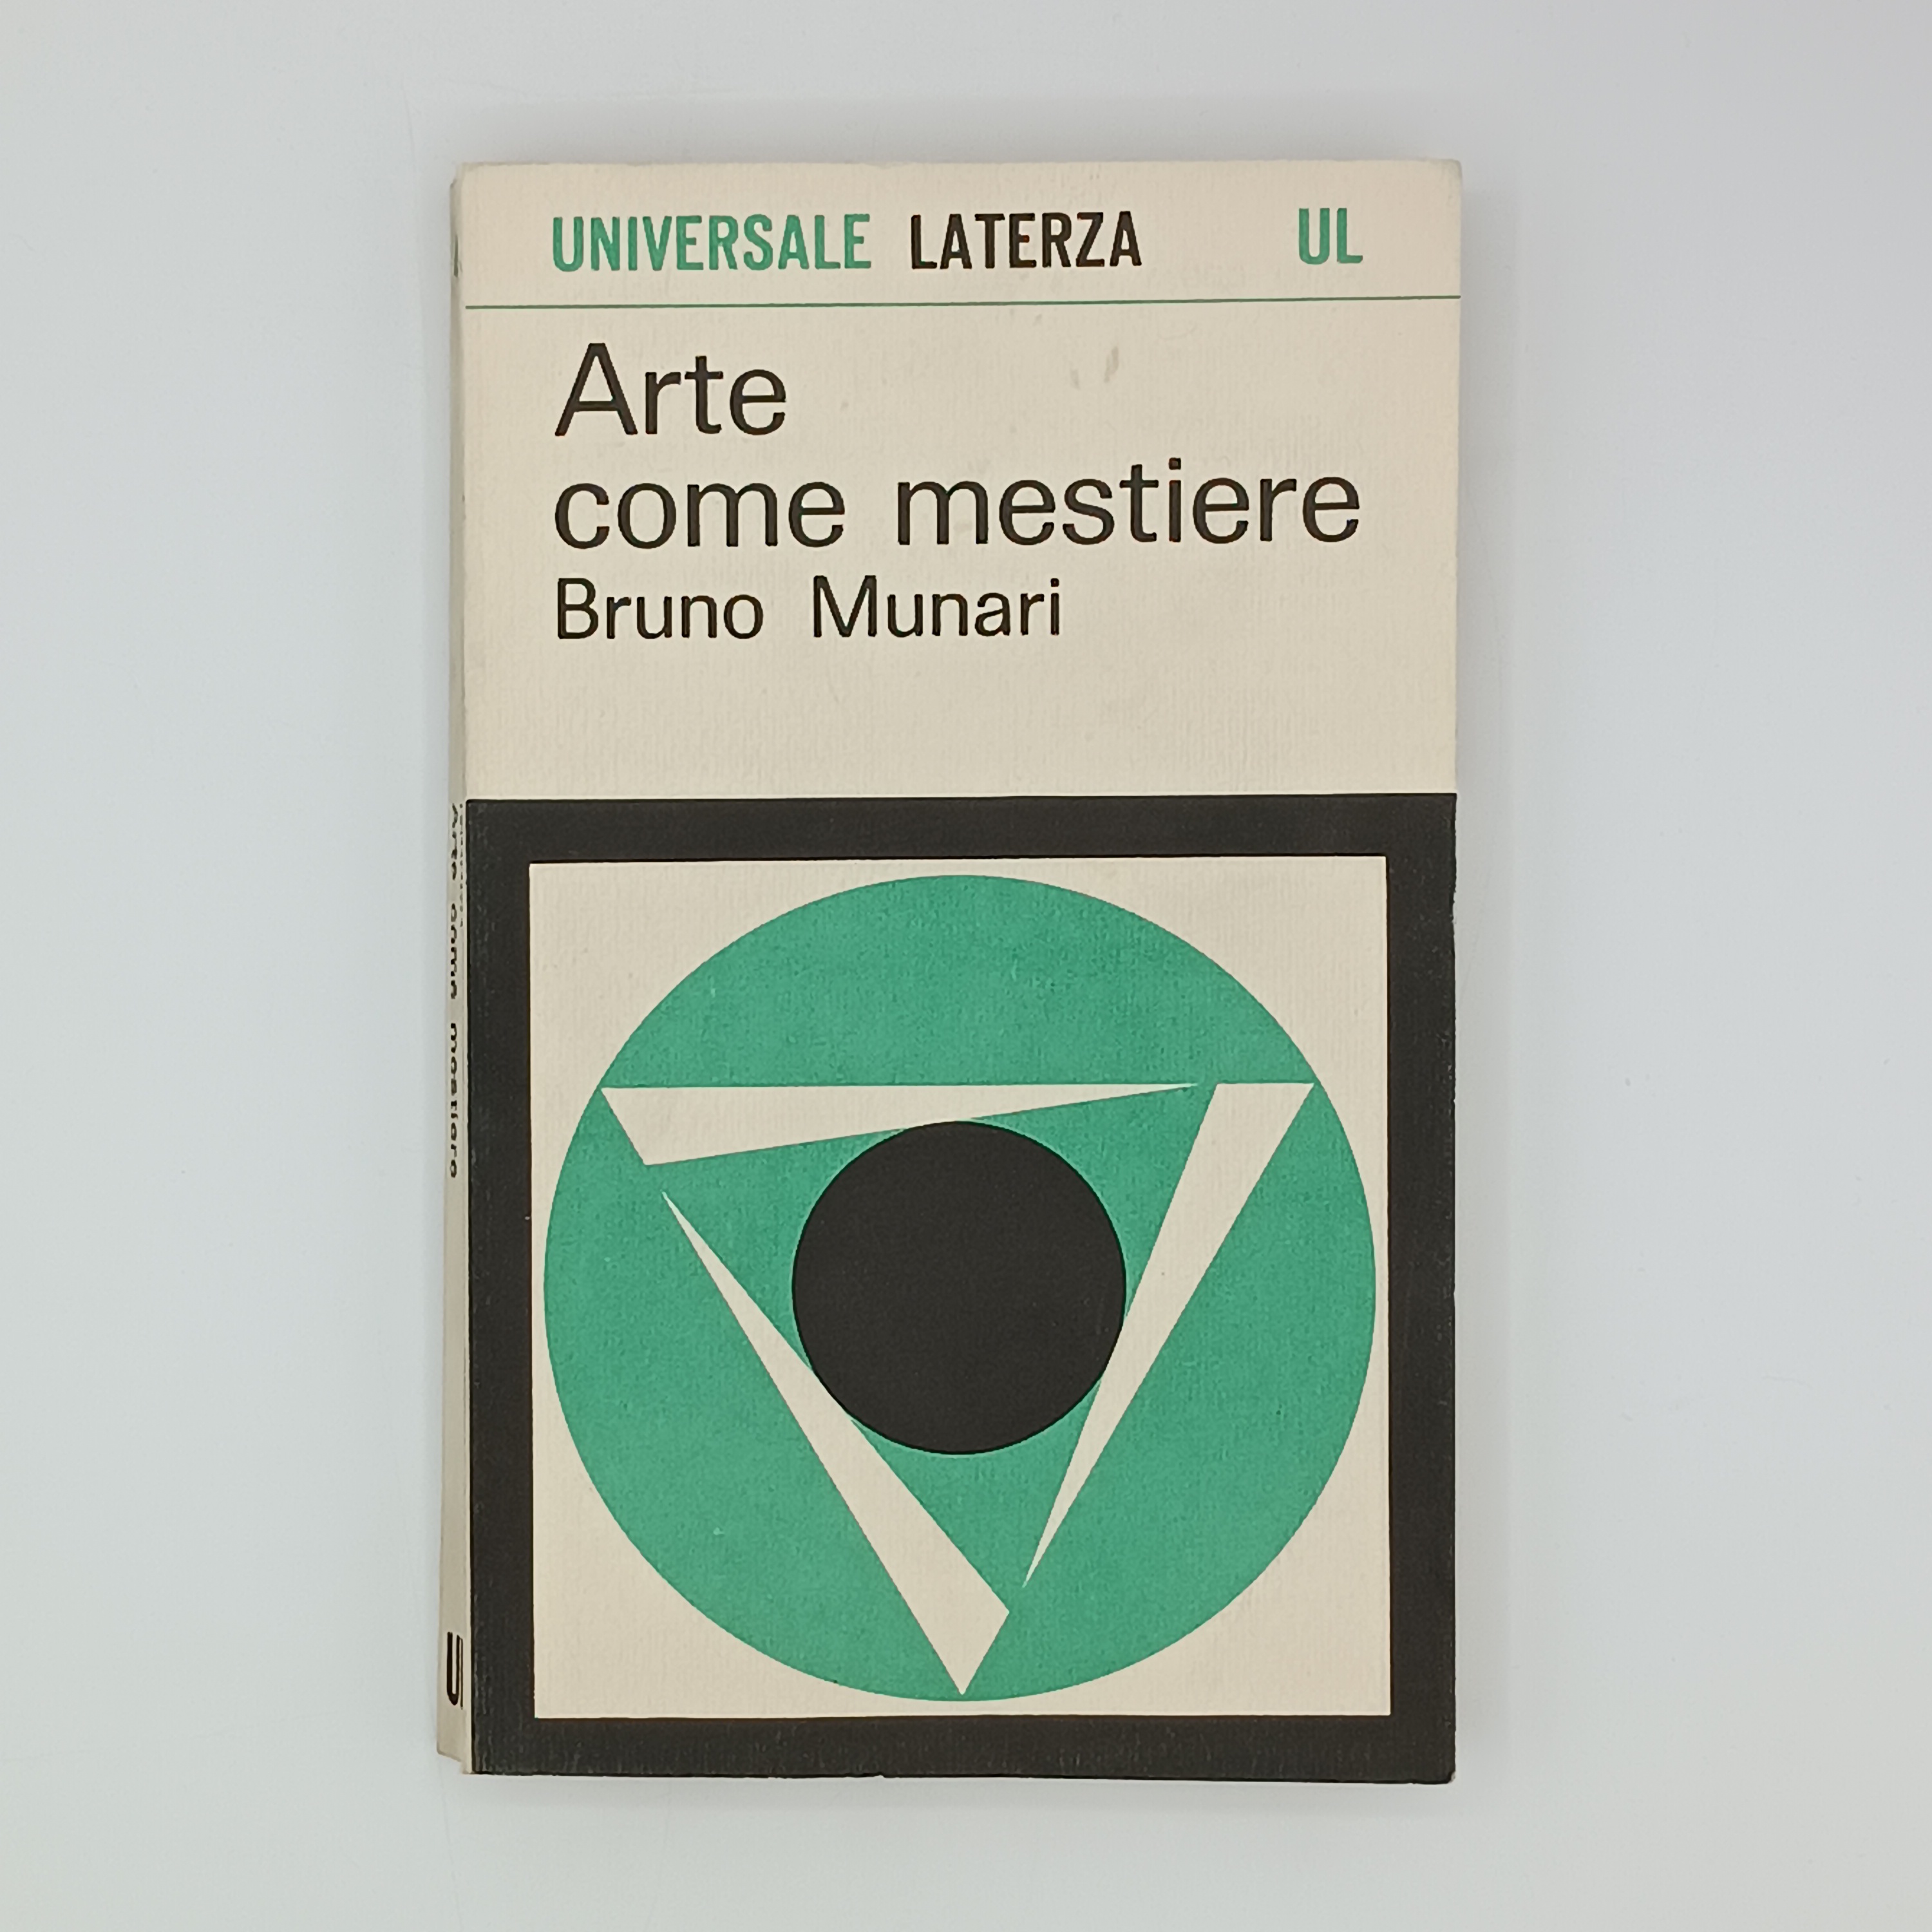 UNIVERSALE LATERZA UL
Arte
come mestiere
Bruno Munari
Arte come mestiere